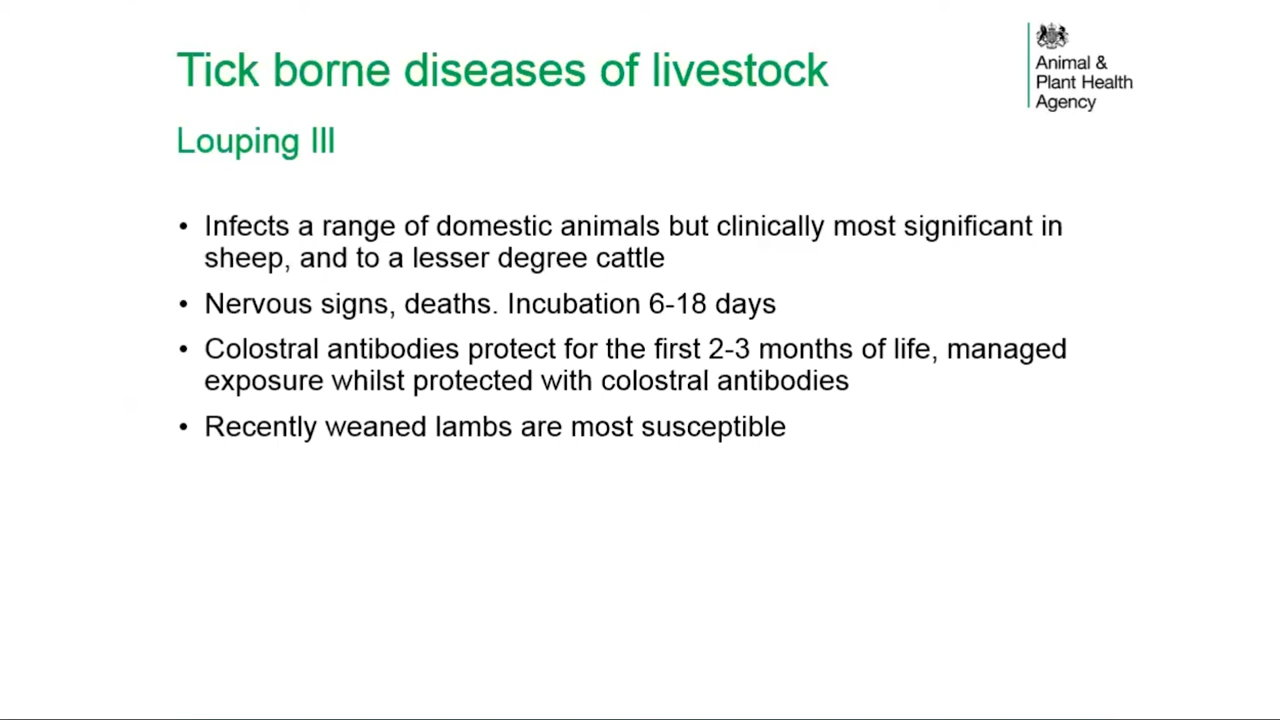 Tick borne diseases of livestock
Animal &
Plant Health
Agency
Louping Ill
• Infects a range of domestic animals but clinically most significant in
sheep, and to a lesser degree cattle
• Nervous signs, deaths. Incubation 6-18 days
• Colostral antibodies protect for the first 2-3 months of life, managed
exposure whilst protected with colostral antibodies
• Recently weaned lambs are most susceptible